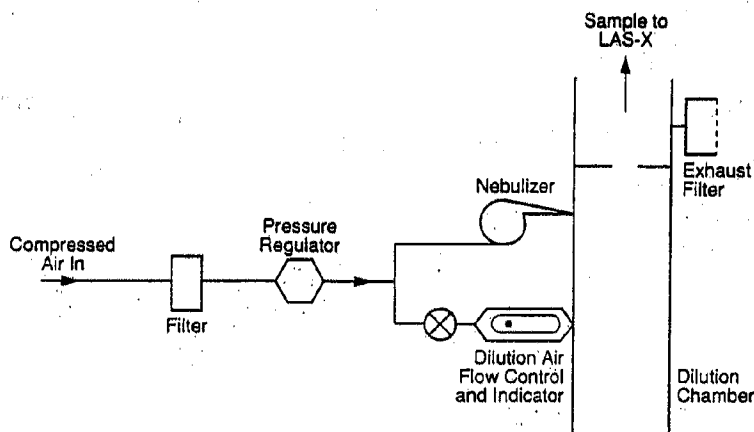 Sample to
LAS-X
Exhaust
Filter
Nebulizer
Pressure
Regulator
Compressed
Air In
Filter
Dilution Air
Flow Control
and Indicator
Dilution
Chamber